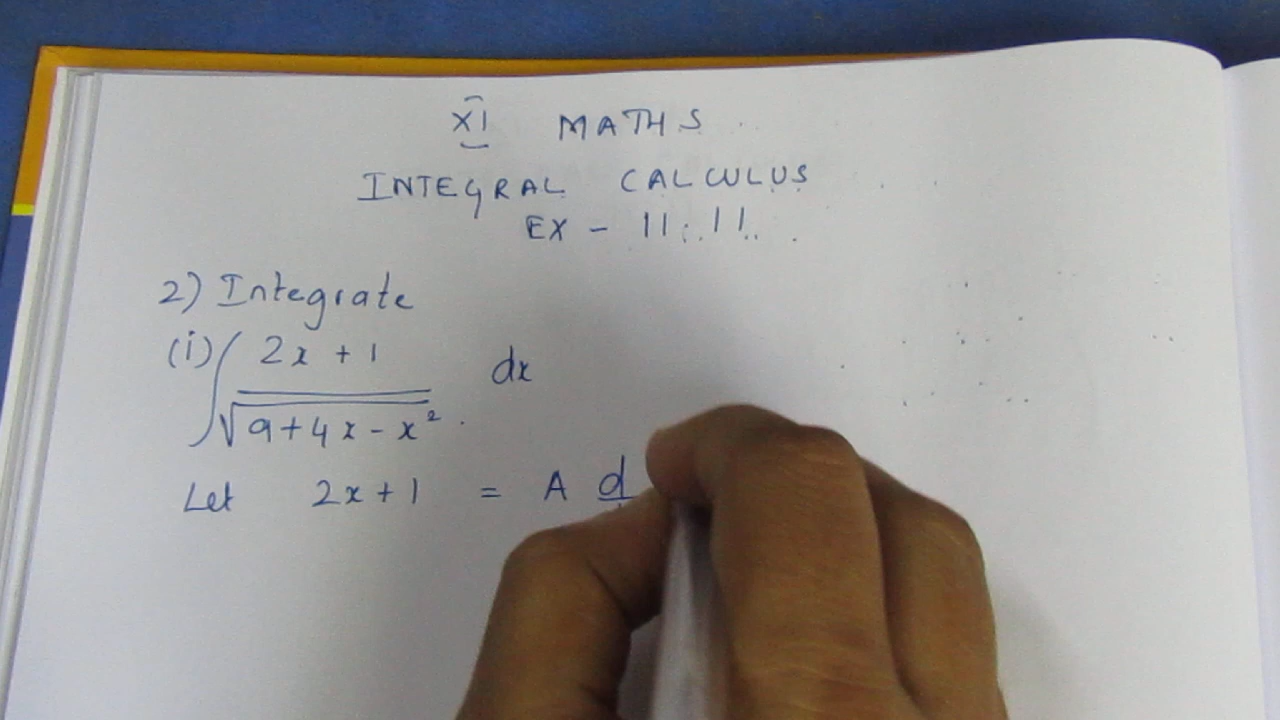 XI MATHS
INTEGRAL CALCULUS
EX - 11.11
2) Integrate
(i) ∫ 2x + 1 dx
√9+4x-x²
Let 2x+1 = A d